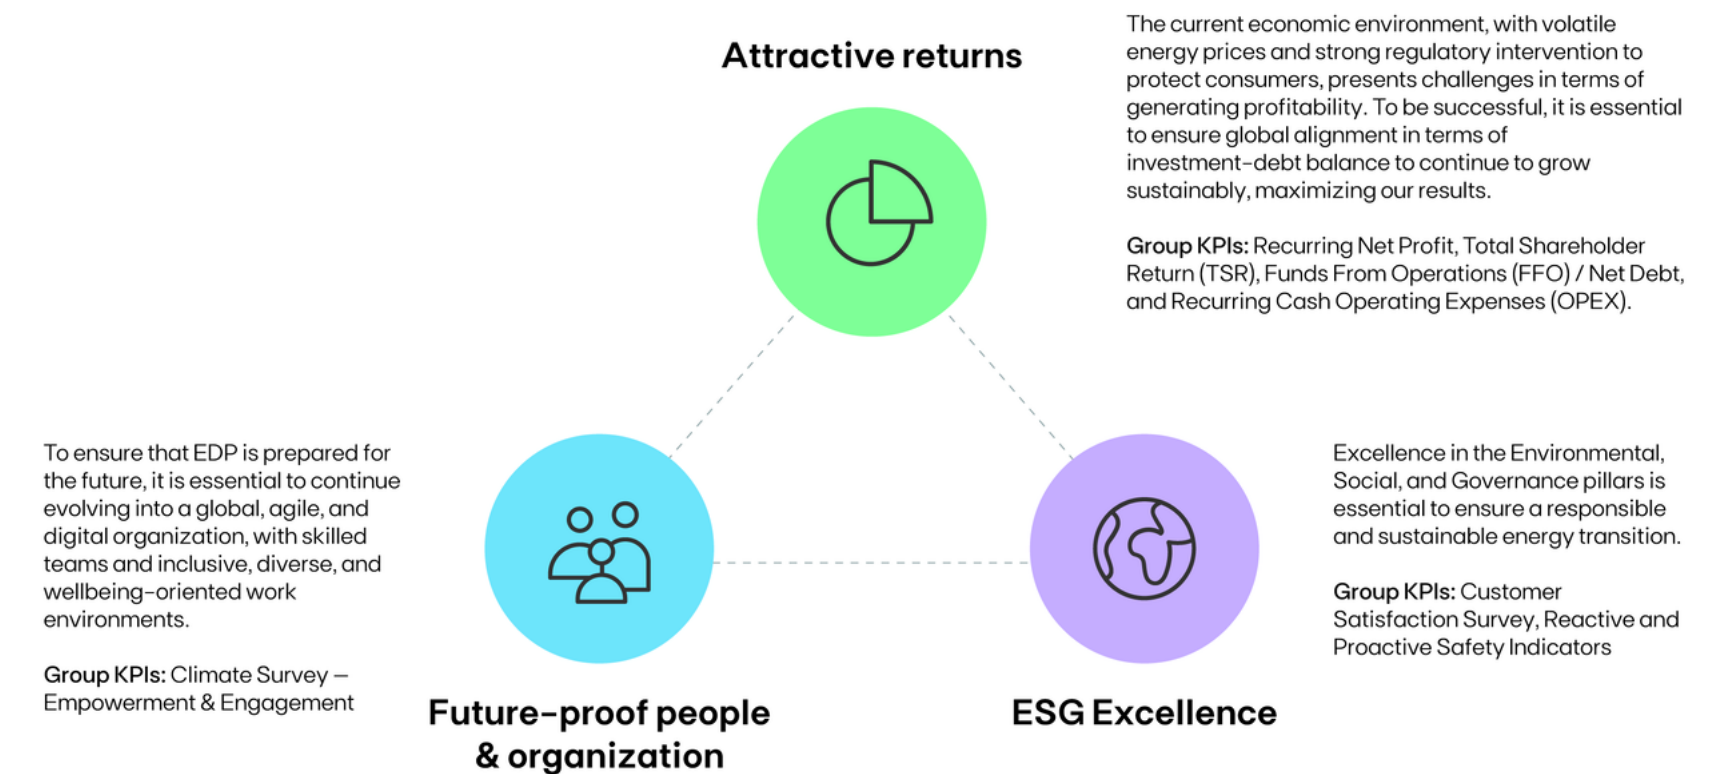 Attractive returns
The current economic environment, with volatile
energy prices and strong regulatory intervention to
protect consumers, presents challenges in terms of
generating profitability. To be successful, it is essential
to ensure global alignment in terms of
investment-debt balance to continue to grow
sustainably, maximizing our results.
Group KPIs: Recurring Net Profit, Total Shareholder
Return (TSR), Funds From Operations (FFO) / Net Debt,
and Recurring Cash Operating Expenses (OPEX).
To ensure that EDP is prepared for
the future, it is essential to continue
evolving into a global, agile, and
digital organization, with skilled
teams and inclusive, diverse, and
wellbeing-oriented work
environments.
Group KPIs: Climate Survey –
Empowerment & Engagement
Future-proof people
& organization
Excellence in the Environmental,
Social, and Governance pillars is
essential to ensure a responsible
and sustainable energy transition.
Group KPIs: Customer
Satisfaction Survey, Reactive and
Proactive Safety Indicators
ESG Excellence